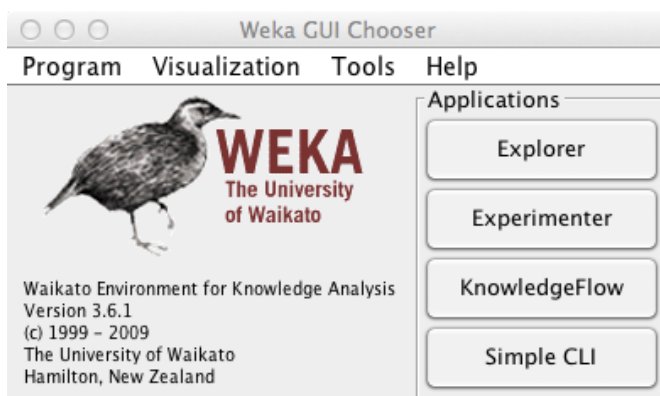 Weka GUI Chooser
Program Visualization Tools Help
WEKA
The University
of Waikato
Waikato Environment for Knowledge Analysis
Version 3.6.1
(c) 1999 – 2009
The University of Waikato
Hamilton, New Zealand
Applications
Explorer
Experimenter
KnowledgeFlow
Simple CLI